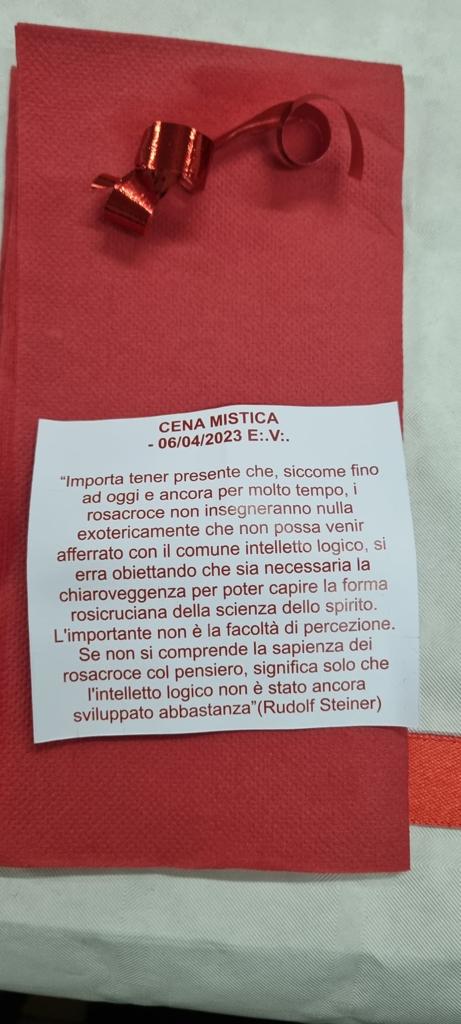 CENA MISTICA
- 06/04/2023 E:.V:.
“Importa tener presente che, siccome fino
ad oggi e ancora per molto tempo, i
rosacroce non insegneranno nulla
exotericamente che non possa venir
afferrato con il comune intelletto logico, si
erra obiettando che sia necessaria la
chiaroveggenza per poter capire la forma
rosicruciana della scienza dello spirito.
L'importante non è la facoltà di percezione.
Se non si comprende la sapienza dei
rosacroce col pensiero, significa solo che
l'intelletto logico non è stato ancora
sviluppato abbastanza”(Rudolf Steiner)